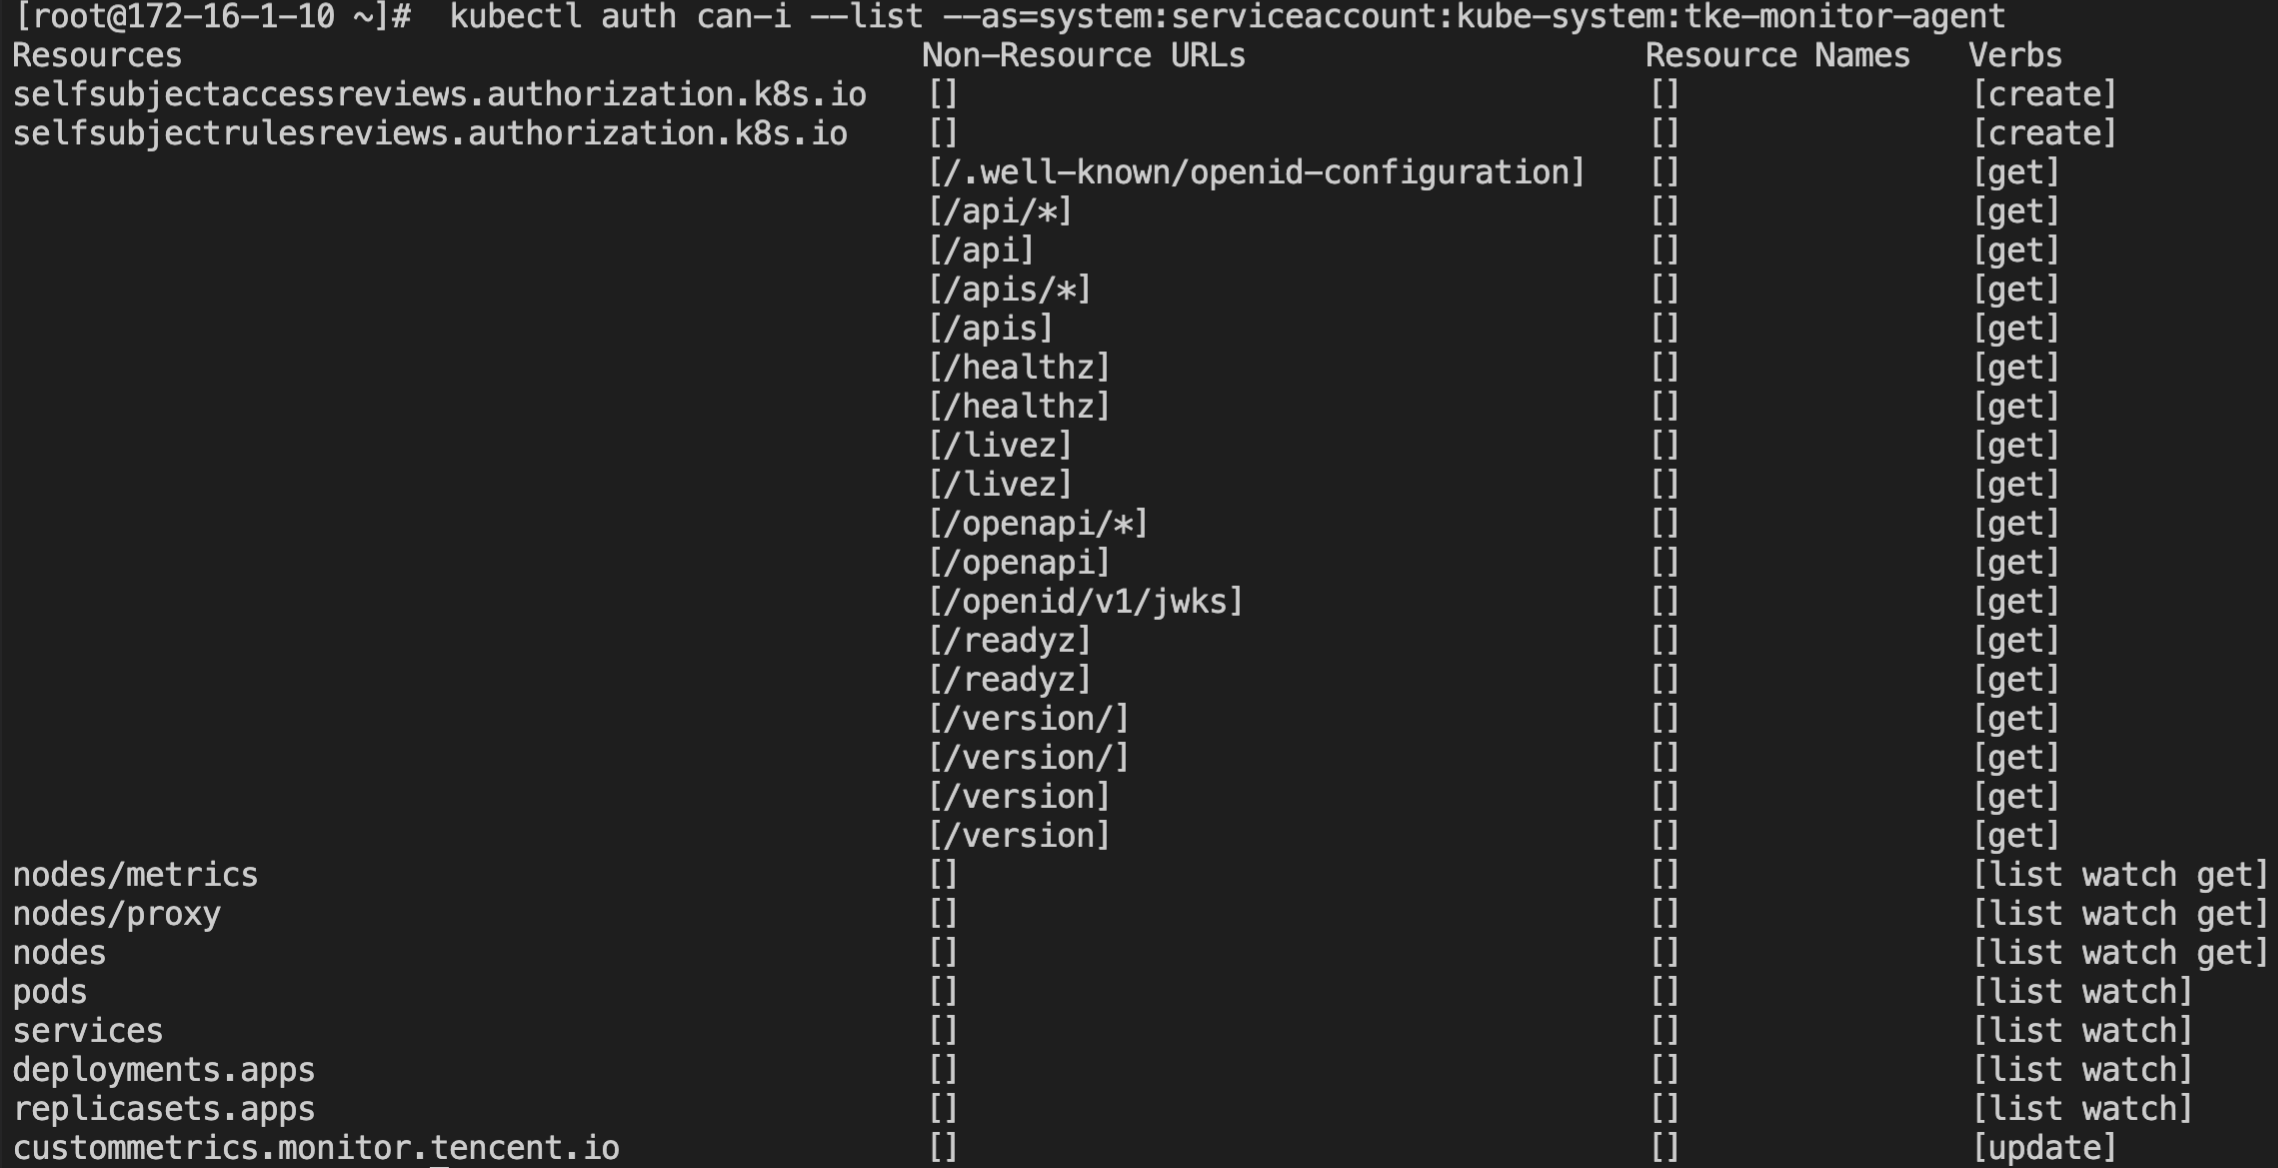 [root@172-16-1-10 ~]#  kubectl auth can-i --list --as=system:serviceaccount:kube-system:tke-monitor-agent
Resources Non-Resource URLs Resource Names Verbs
selfsubjectaccessreviews.authorization.k8s.io [] [] [create]
selfsubjectrulesreviews.authorization.k8s.io [] [] [create]
[/.well-known/openid-configuration] [] [get]
[/api/*] [] [get]
[/api] [] [get]
[/apis/*] [] [get]
[/apis] [] [get]
[/healthz] [] [get]
[/healthz] [] [get]
[/livez] [] [get]
[/livez] [] [get]
[/openapi/*] [] [get]
[/openapi] [] [get]
[/openid/v1/jwks] [] [get]
[/readyz] [] [get]
[/readyz] [] [get]
[/version/] [] [get]
[/version/] [] [get]
[/version] [] [get]
[/version] [] [get]
nodes/metrics [] [] [list watch get]
nodes/proxy [] [] [list watch get]
nodes [] [] [list watch get]
pods [] [] [list watch]
services [] [] [list watch]
deployments.apps [] [] [list watch]
replicasets.apps [] [] [list watch]
custommetrics.monitor.tencent.io [] [] [update]